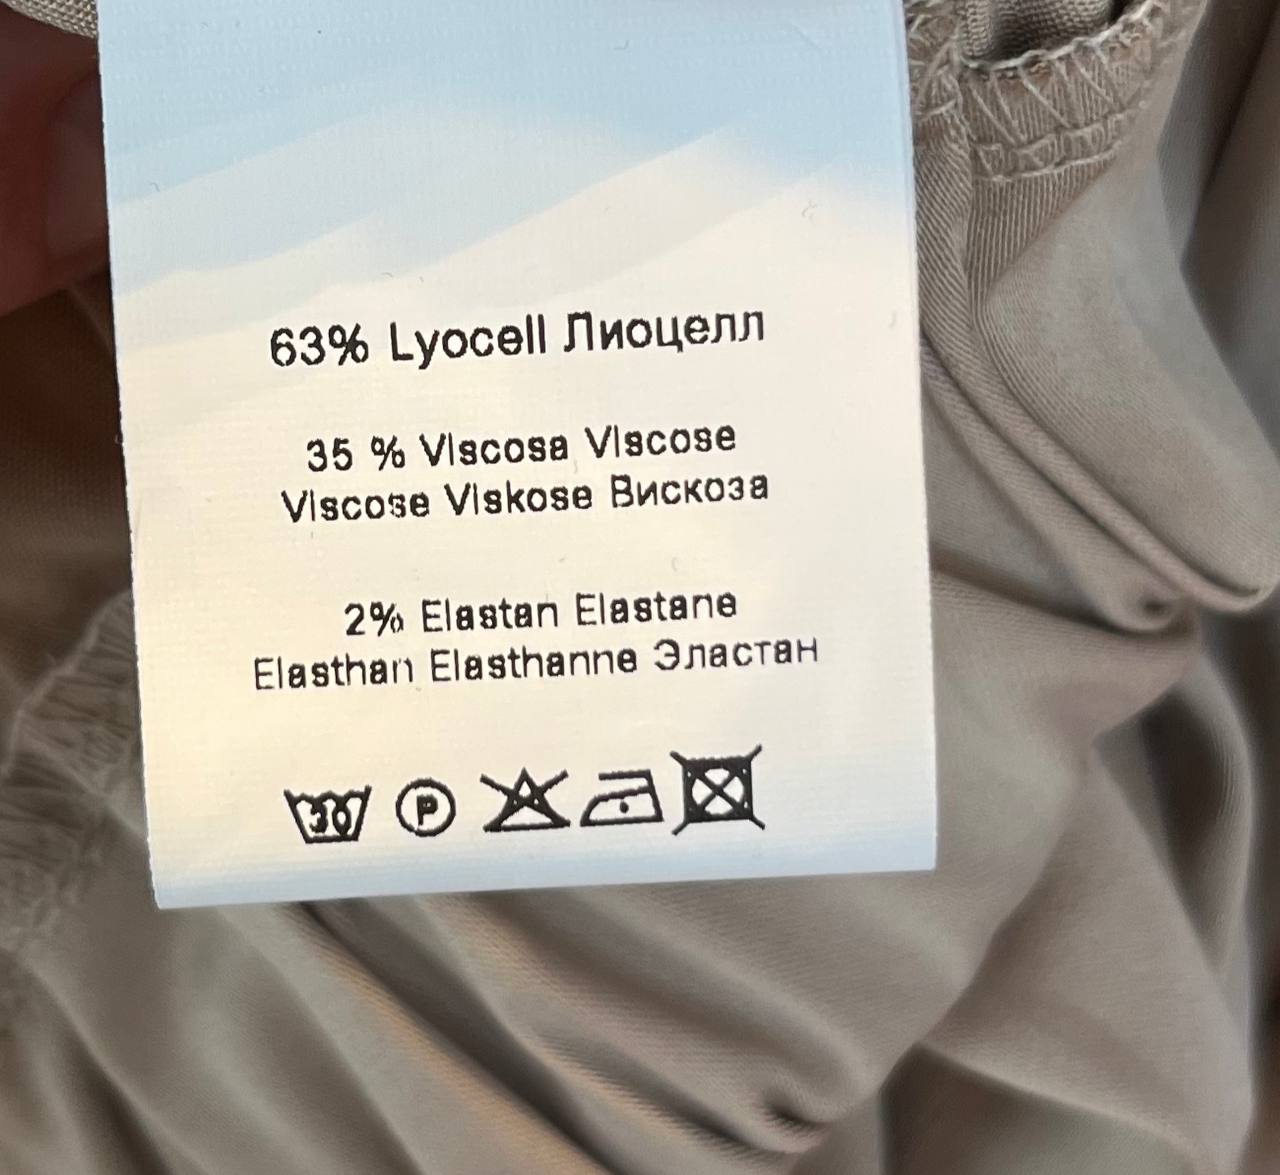 63% Lyocell Лиоцелл
35 % Viscosa Viscose
Viscose Viskose Вискоза
2% Elastan Elastane
Elasthan Elasthanne Эластан
30 P